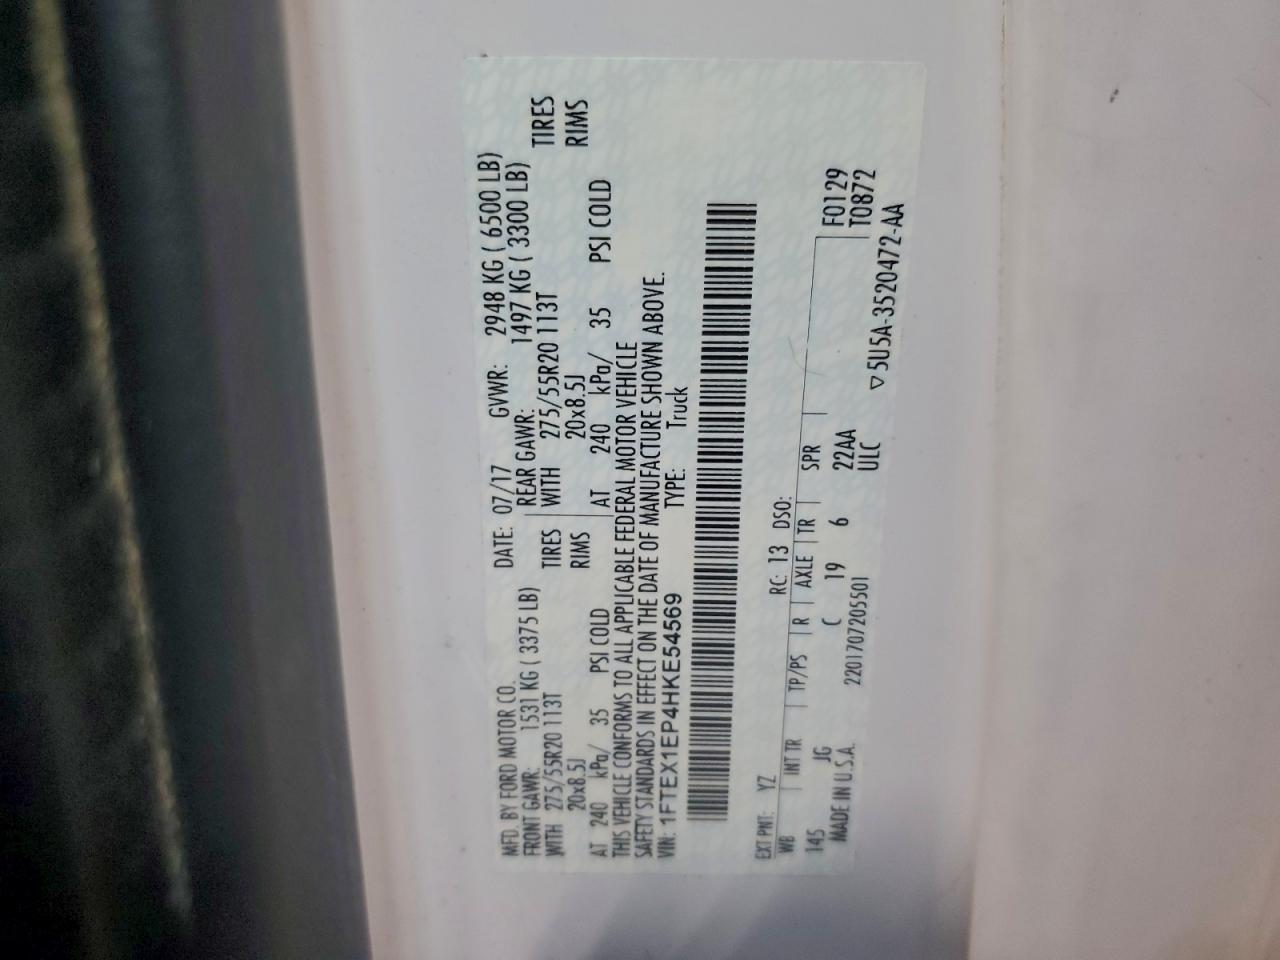 MFD. BY FORD MOTOR CO.
DATE: 07/17 GVWR: 2948 KG ( 6500 LB)
FRONT GAWR: 1531 KG ( 3375 LB) REAR GAWR: 1497 KG ( 3300 LB)
WITH 275/55R20 113T TIRES WITH 275/55R20 113T TIRES
20x8.5J RIMS 20x8.5J RIMS
AT 240 kPa/ 35 PSI COLD AT 240 kPa/ 35 PSI COLD
THIS VEHICLE CONFORMS TO ALL APPLICABLE FEDERAL MOTOR VEHICLE
SAFETY STANDARDS IN EFFECT ON THE DATE OF MANUFACTURE SHOWN ABOVE.
VIN: 1FTEX1EP4HKE54569 TYPE: Truck
EXT PNT: YZ RC: 13 DSO:
WB INT TR TP/PS R AXLE TR SPR F0129
145 JG C 19 6 22AA T0872
MADE IN U.S.A. 2201707205501 ULC
▽5U5A-3520472-AA